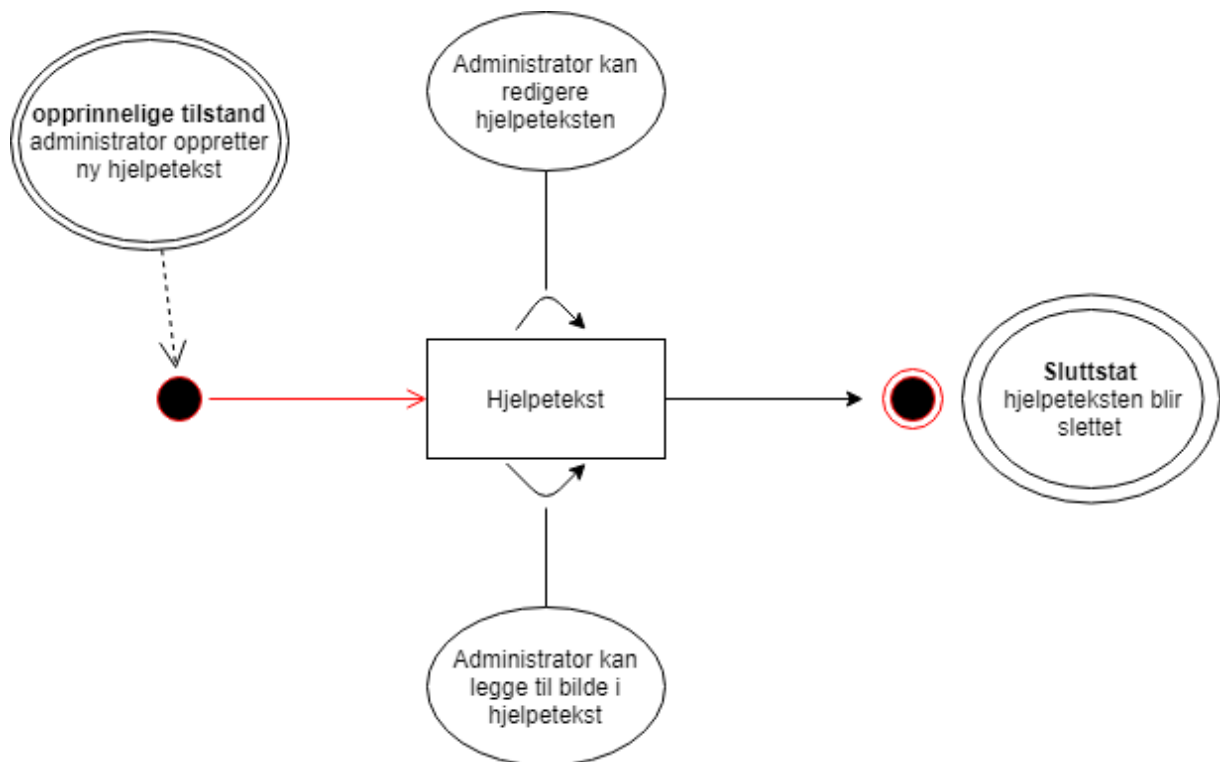 opprinnelige tilstand
administrator oppretter
ny hjelpetekst
Administrator kan
redigere
hjelpeteksten
Hjelpetekst
Sluttstat
hjelpeteksten blir
slettet
Administrator kan
legge til bilde i
hjelpetekst